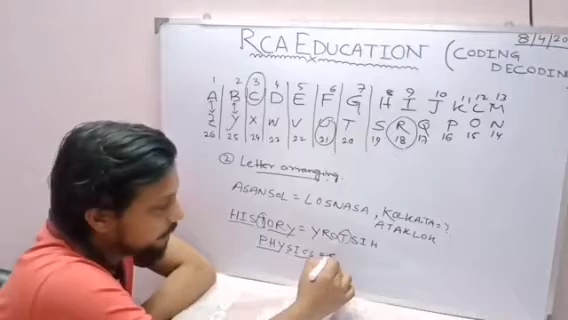 8/4/20
RCA EDUCATION (CODING DECODING
1 2 3 4 5 6 7 8 9 10 11 12 13
A B C D E F G H I J K L M
Z Y X W V U T S R Q P O N
26 25 24 23 22 21 20 19 18 17 16 15 14
② Letter arranging.
ASANSOL = LOSNASA, KOLKATA = ?
ATAKLOK
HISTORY = YROTSIH
PHYSICS =